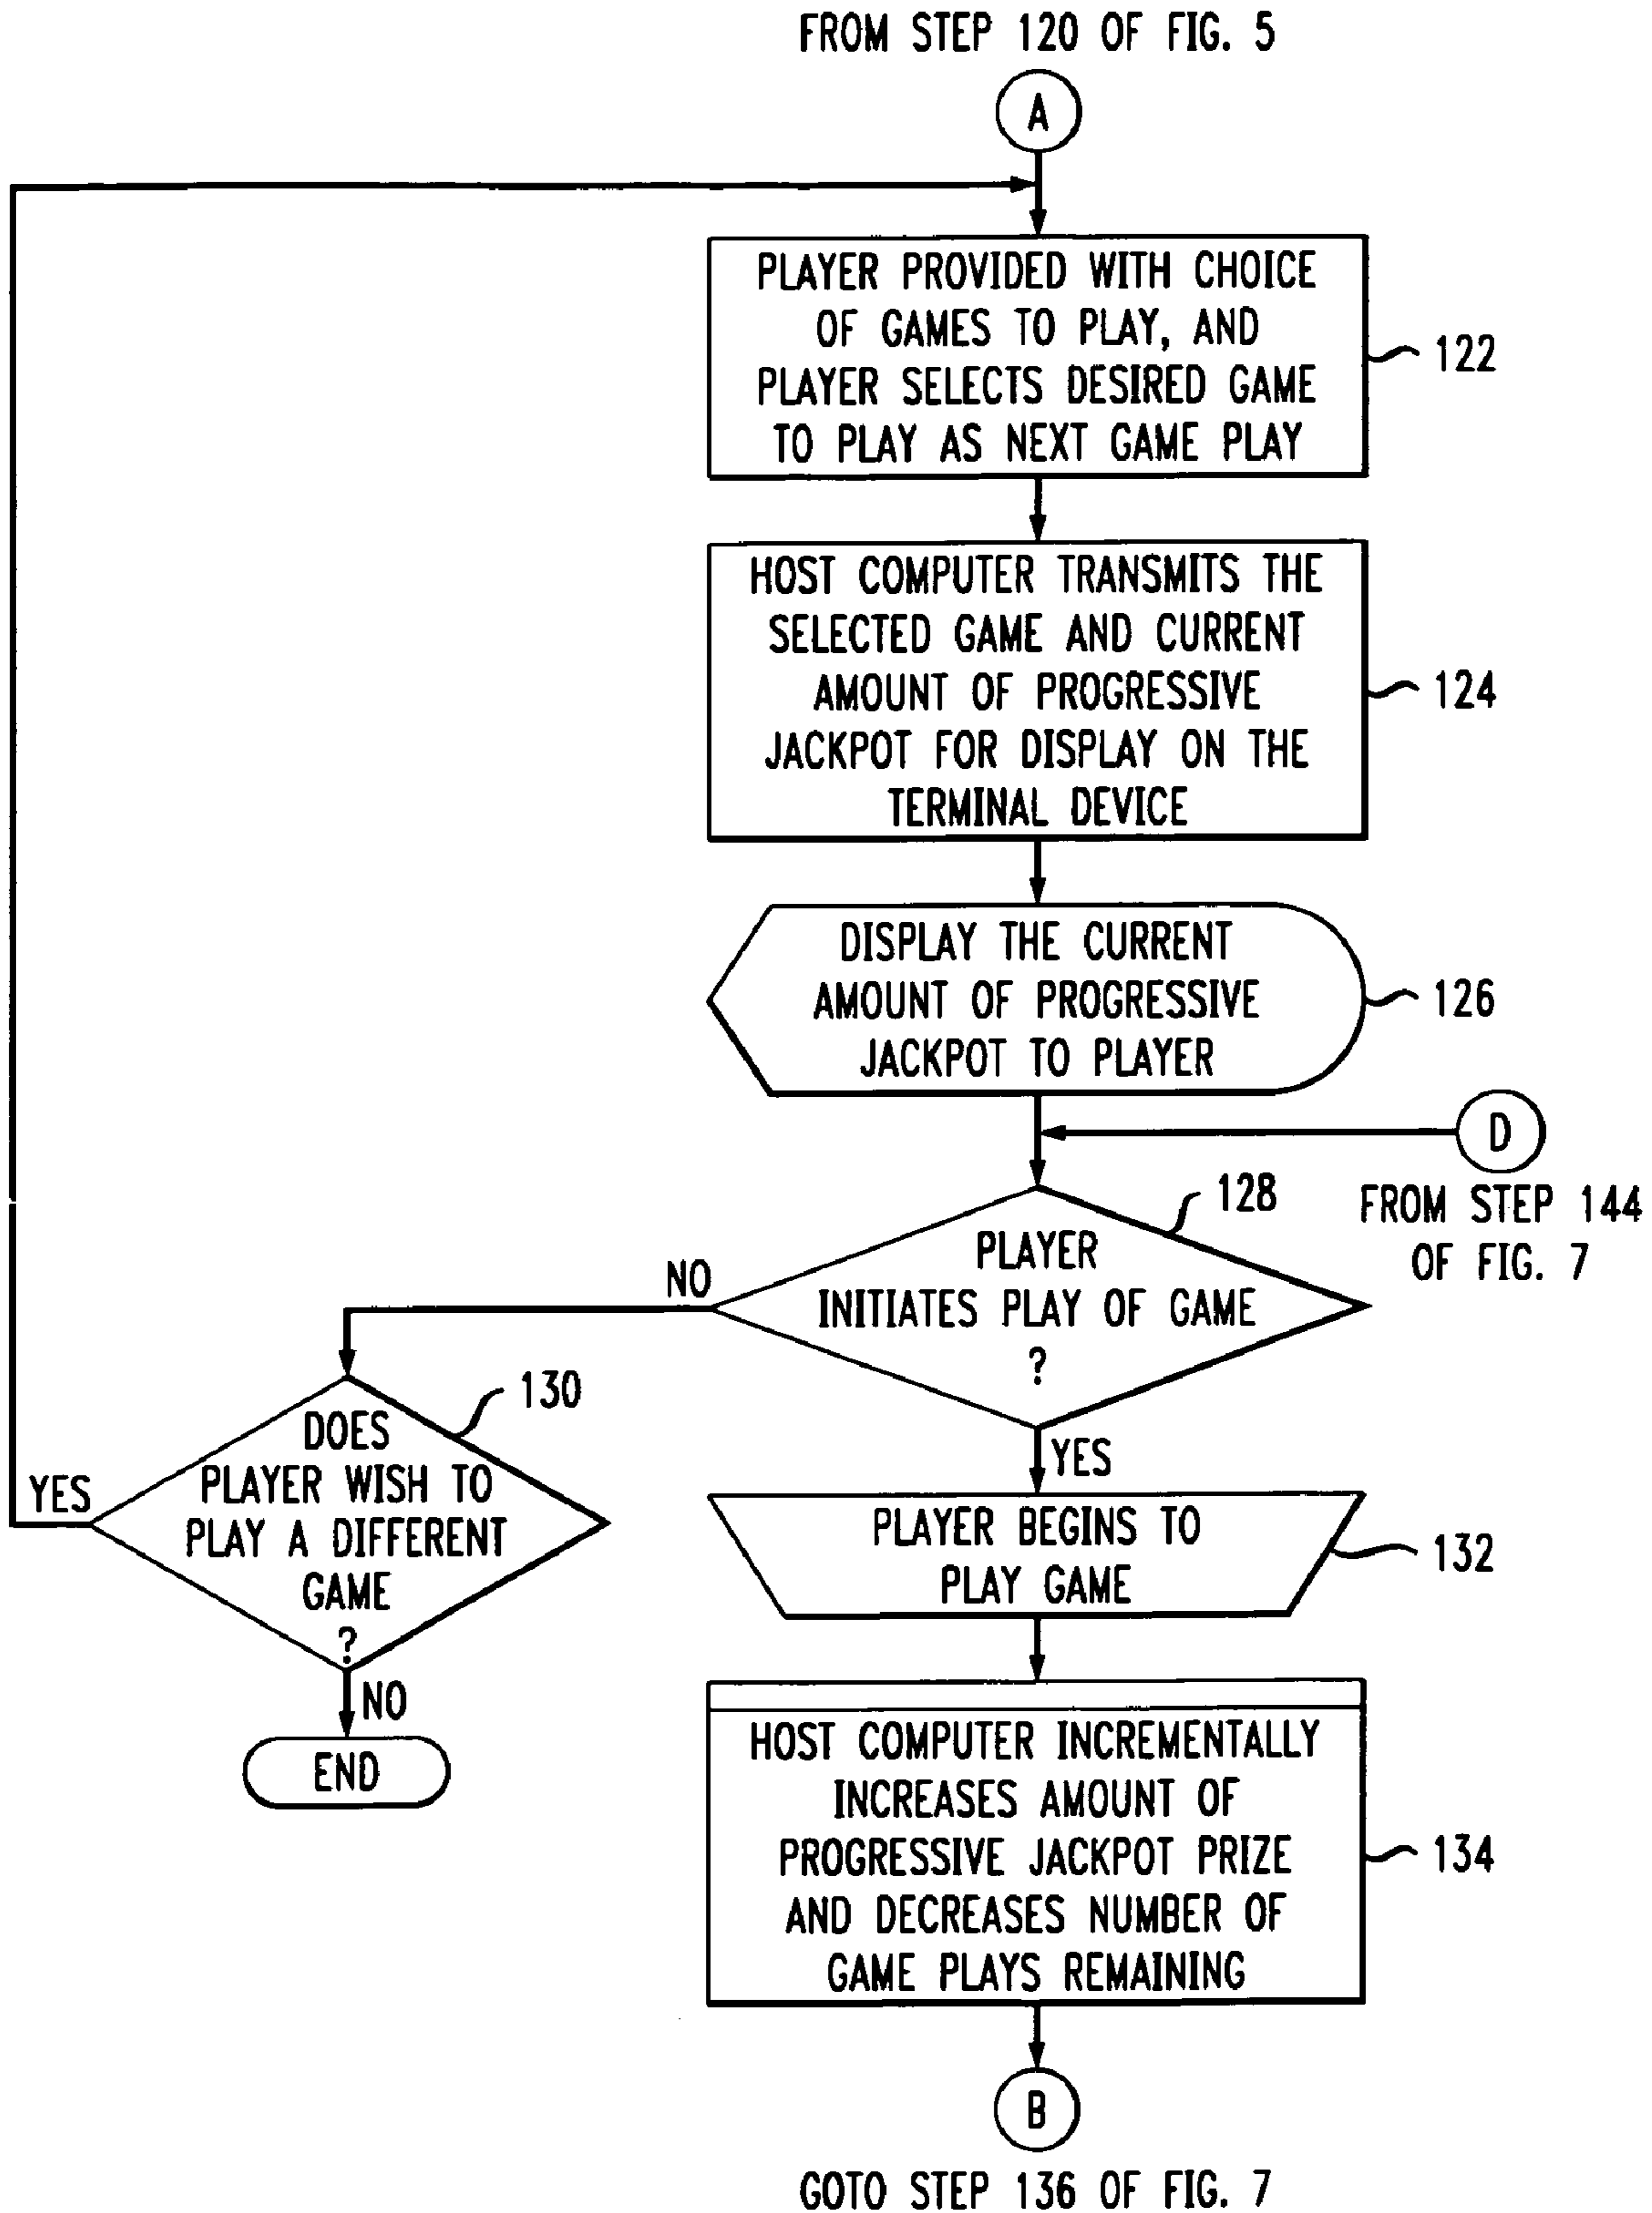 FROM STEP 120 OF FIG. 5
A
PLAYER PROVIDED WITH CHOICE
OF GAMES TO PLAY, AND
PLAYER SELECTS DESIRED GAME
TO PLAY AS NEXT GAME PLAY
122
HOST COMPUTER TRANSMITS THE
SELECTED GAME AND CURRENT
AMOUNT OF PROGRESSIVE
JACKPOT FOR DISPLAY ON THE
TERMINAL DEVICE
124
DISPLAY THE CURRENT
AMOUNT OF PROGRESSIVE
JACKPOT TO PLAYER
126
D
FROM STEP 144
OF FIG. 7
128
PLAYER
INITIATES PLAY OF GAME
?
NO
YES
130
DOES
PLAYER WISH TO
PLAY A DIFFERENT
GAME
?
YES
NO
END
PLAYER BEGINS TO
PLAY GAME
132
HOST COMPUTER INCREMENTALLY
INCREASES AMOUNT OF
PROGRESSIVE JACKPOT PRIZE
AND DECREASES NUMBER OF
GAME PLAYS REMAINING
134
B
GOTO STEP 136 OF FIG. 7